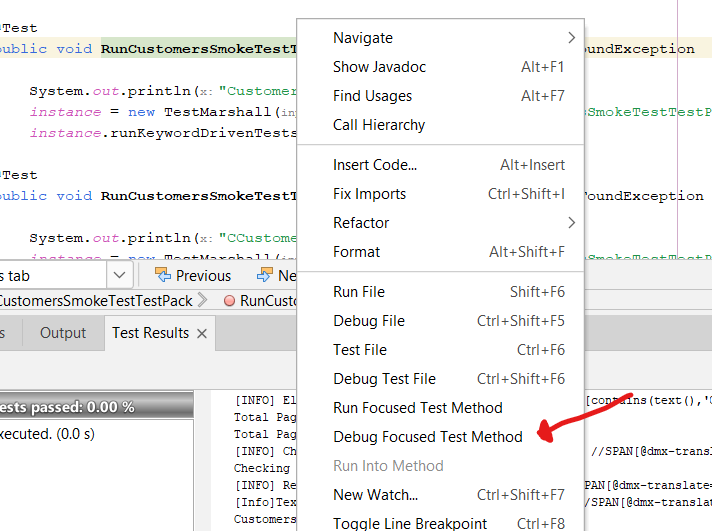 @Test
public void RunCustomersSmokeTestT
oundException
System.out.println(x: "Customer
instance = new TestMarshall(in
sSmokeTestTestP
instance.runKeywordDrivenTests
@Test
public void RunCustomersSmokeTestT
FoundException
System.out.println(x: "CCustome
instance = new TestMarshall(
sSmokeTestTestP
Navigate
Show Javadoc Alt+F1
Find Usages Alt+F7
Call Hierarchy
Insert Code... Alt+Insert
Fix Imports Ctrl+Shift+I
Refactor
Format Alt+Shift+F
Run File Shift+F6
Debug File Ctrl+Shift+F5
Test File Ctrl+F6
Debug Test File Ctrl+Shift+F6
Run Focused Test Method
Debug Focused Test Method
Run Into Method
New Watch... Ctrl+Shift+F7
Toggle Line Breakpoint Ctrl+F8
s tab Previous Ne
CustomersSmokeTestTestPack RunCusto
s Output Test Results
ests passed: 0.00 %
xecuted. (0.0 s)
[INFO] El
[contains(text(),'
Total Pag
Total Pag
[INFO] Ch
//SPAN[@dmx-translate
Checking
[INFO] Re
PAN[@dmx-translate=
[Info]Tex
/SPAN[@dmx-transl
Customers